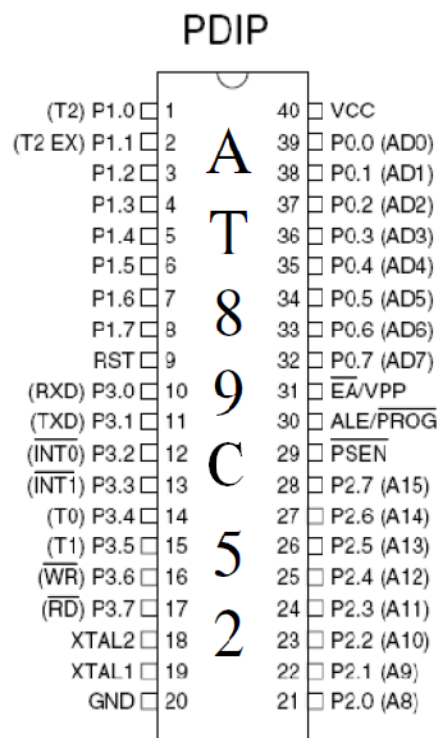 PDIP
(T2) P1.0 1 40 VCC
(T2 EX) P1.1 2 39 P0.0 (AD0)
P1.2 3 38 P0.1 (AD1)
P1.3 4 37 P0.2 (AD2)
P1.4 5 36 P0.3 (AD3)
P1.5 6 35 P0.4 (AD4)
P1.6 7 34 P0.5 (AD5)
P1.7 8 33 P0.6 (AD6)
RST 9 32 P0.7 (AD7)
(RXD) P3.0 10 31 E̅A̅/VPP
(TXD) P3.1 11 30 ALE/P̅R̅O̅G̅
(I̅N̅T̅0̅) P3.2 12 29 P̅S̅E̅N̅
(I̅N̅T̅1̅) P3.3 13 28 P2.7 (A15)
(T0) P3.4 14 27 P2.6 (A14)
(T1) P3.5 15 26 P2.5 (A13)
(W̅R̅) P3.6 16 25 P2.4 (A12)
(R̅D̅) P3.7 17 24 P2.3 (A11)
XTAL2 18 23 P2.2 (A10)
XTAL1 19 22 P2.1 (A9)
GND 20 21 P2.0 (A8)
A
T
8
9
C
5
2